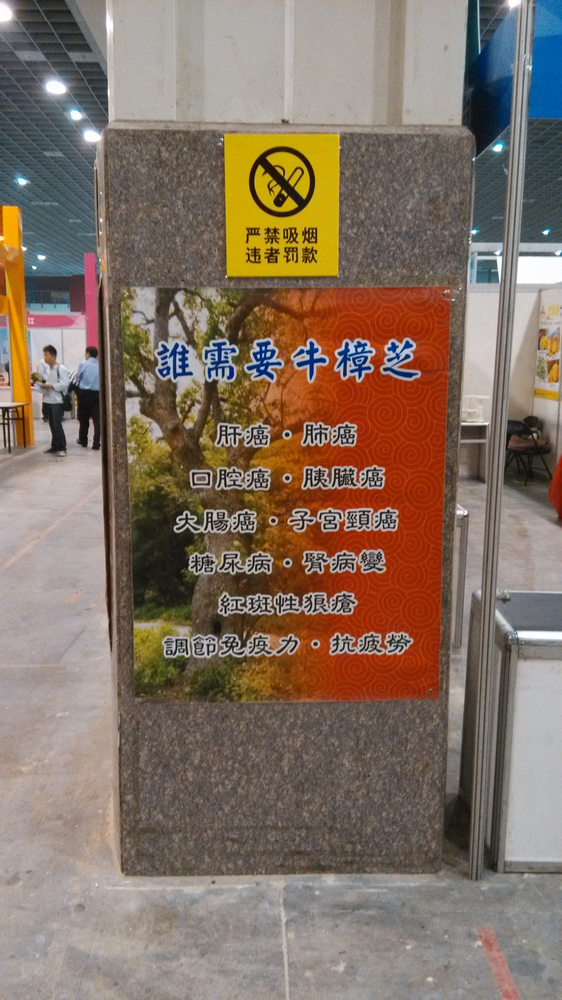 严禁吸烟
违者罚款
誰需要牛樟芝
肝癌·肺癌
口腔癌·胰臟癌
大腸癌·子宮頸癌
糖尿病·腎病變
紅斑性狼瘡
調節免疫力·抗疲勞